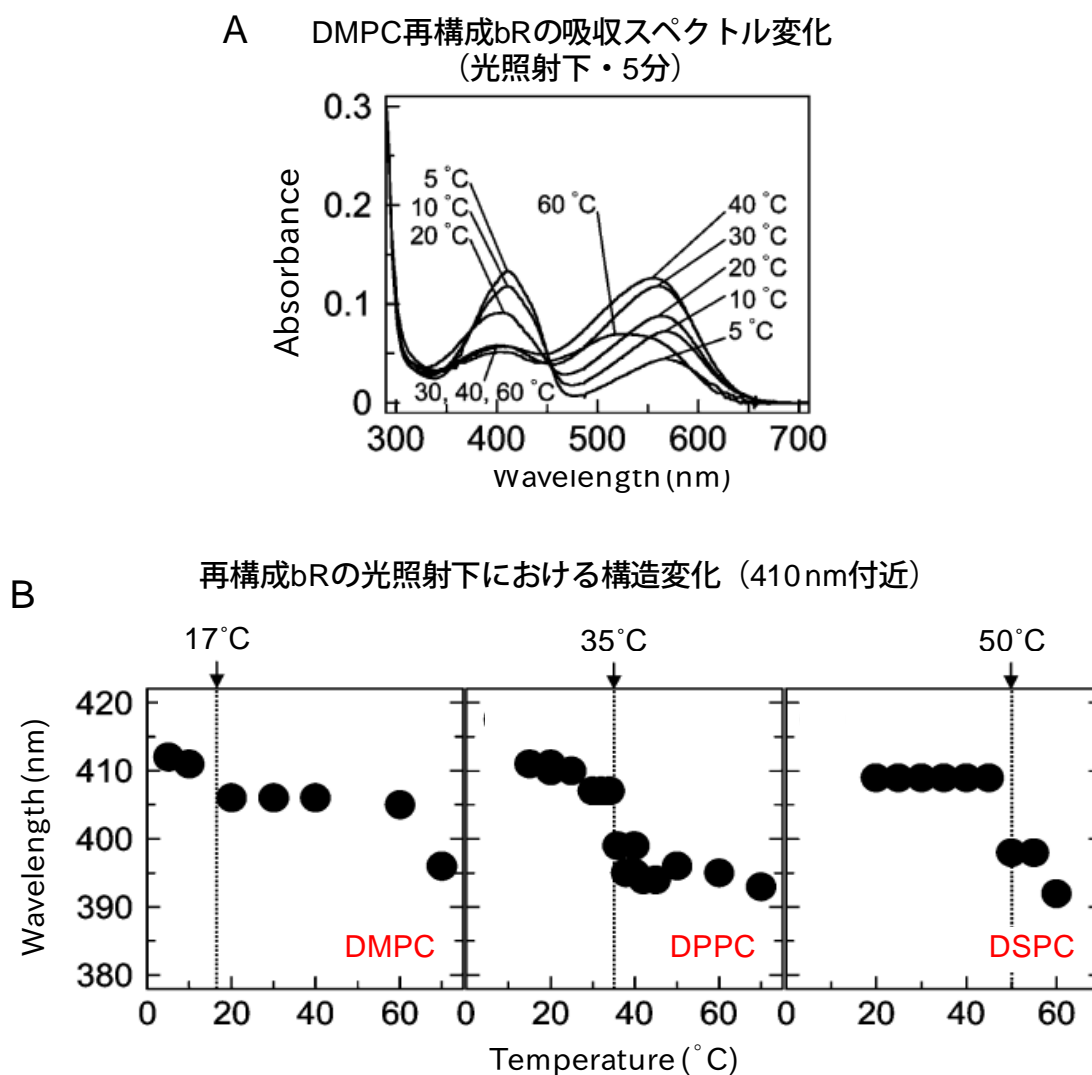 A
DMPC再構成bRの吸収スペクトル変化
（光照射下・5分）
0.3
0.2
0.1
0
Absorbance
5 °C
10 °C
20 °C
60 °C
40 °C
30 °C
20 °C
10 °C
5 °C
30, 40, 60 °C
300 400 500 600 700
Wavelength (nm)
B
再構成bRの光照射下における構造変化（410 nm付近）
17°C 35°C 50°C
420
410
400
390
380
Wavelength (nm)
DMPC DPPC DSPC
0 20 40 60 0 20 40 60 0 20 40 60
Temperature (°C)